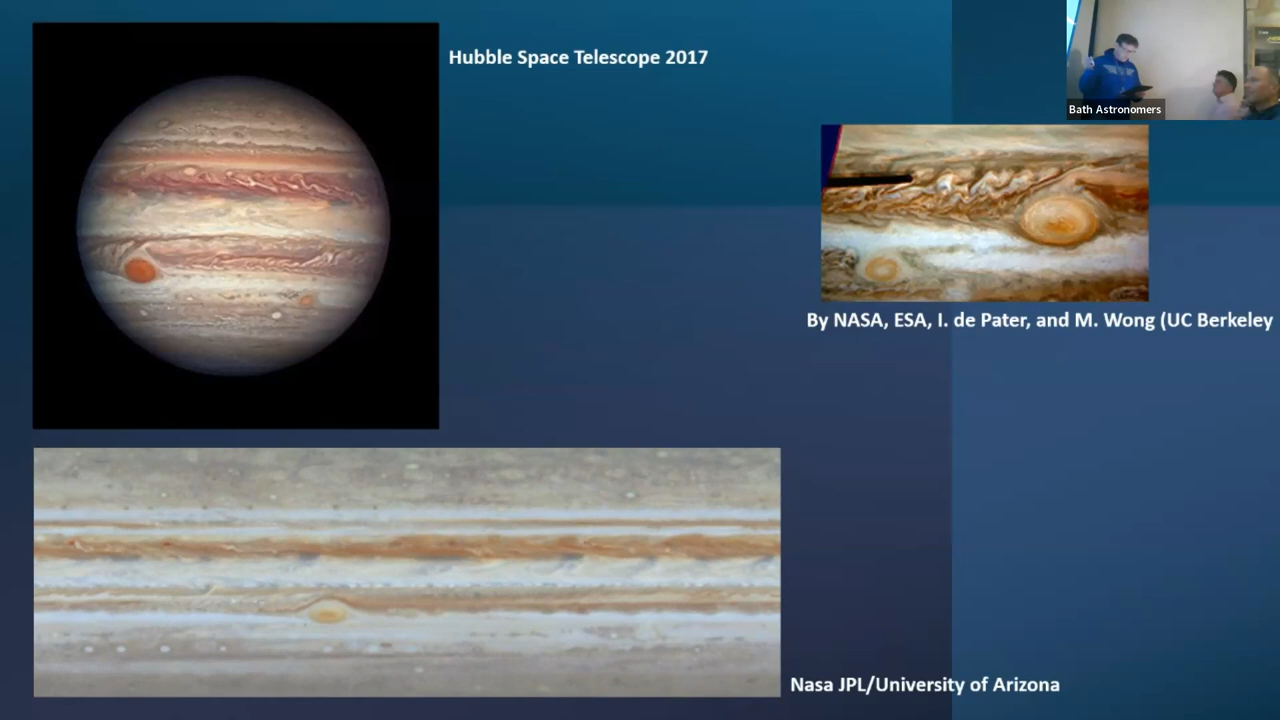 Hubble Space Telescope 2017
Bath Astronomers
By NASA, ESA, I. de Pater, and M. Wong (UC Berkeley
Nasa JPL/University of Arizona